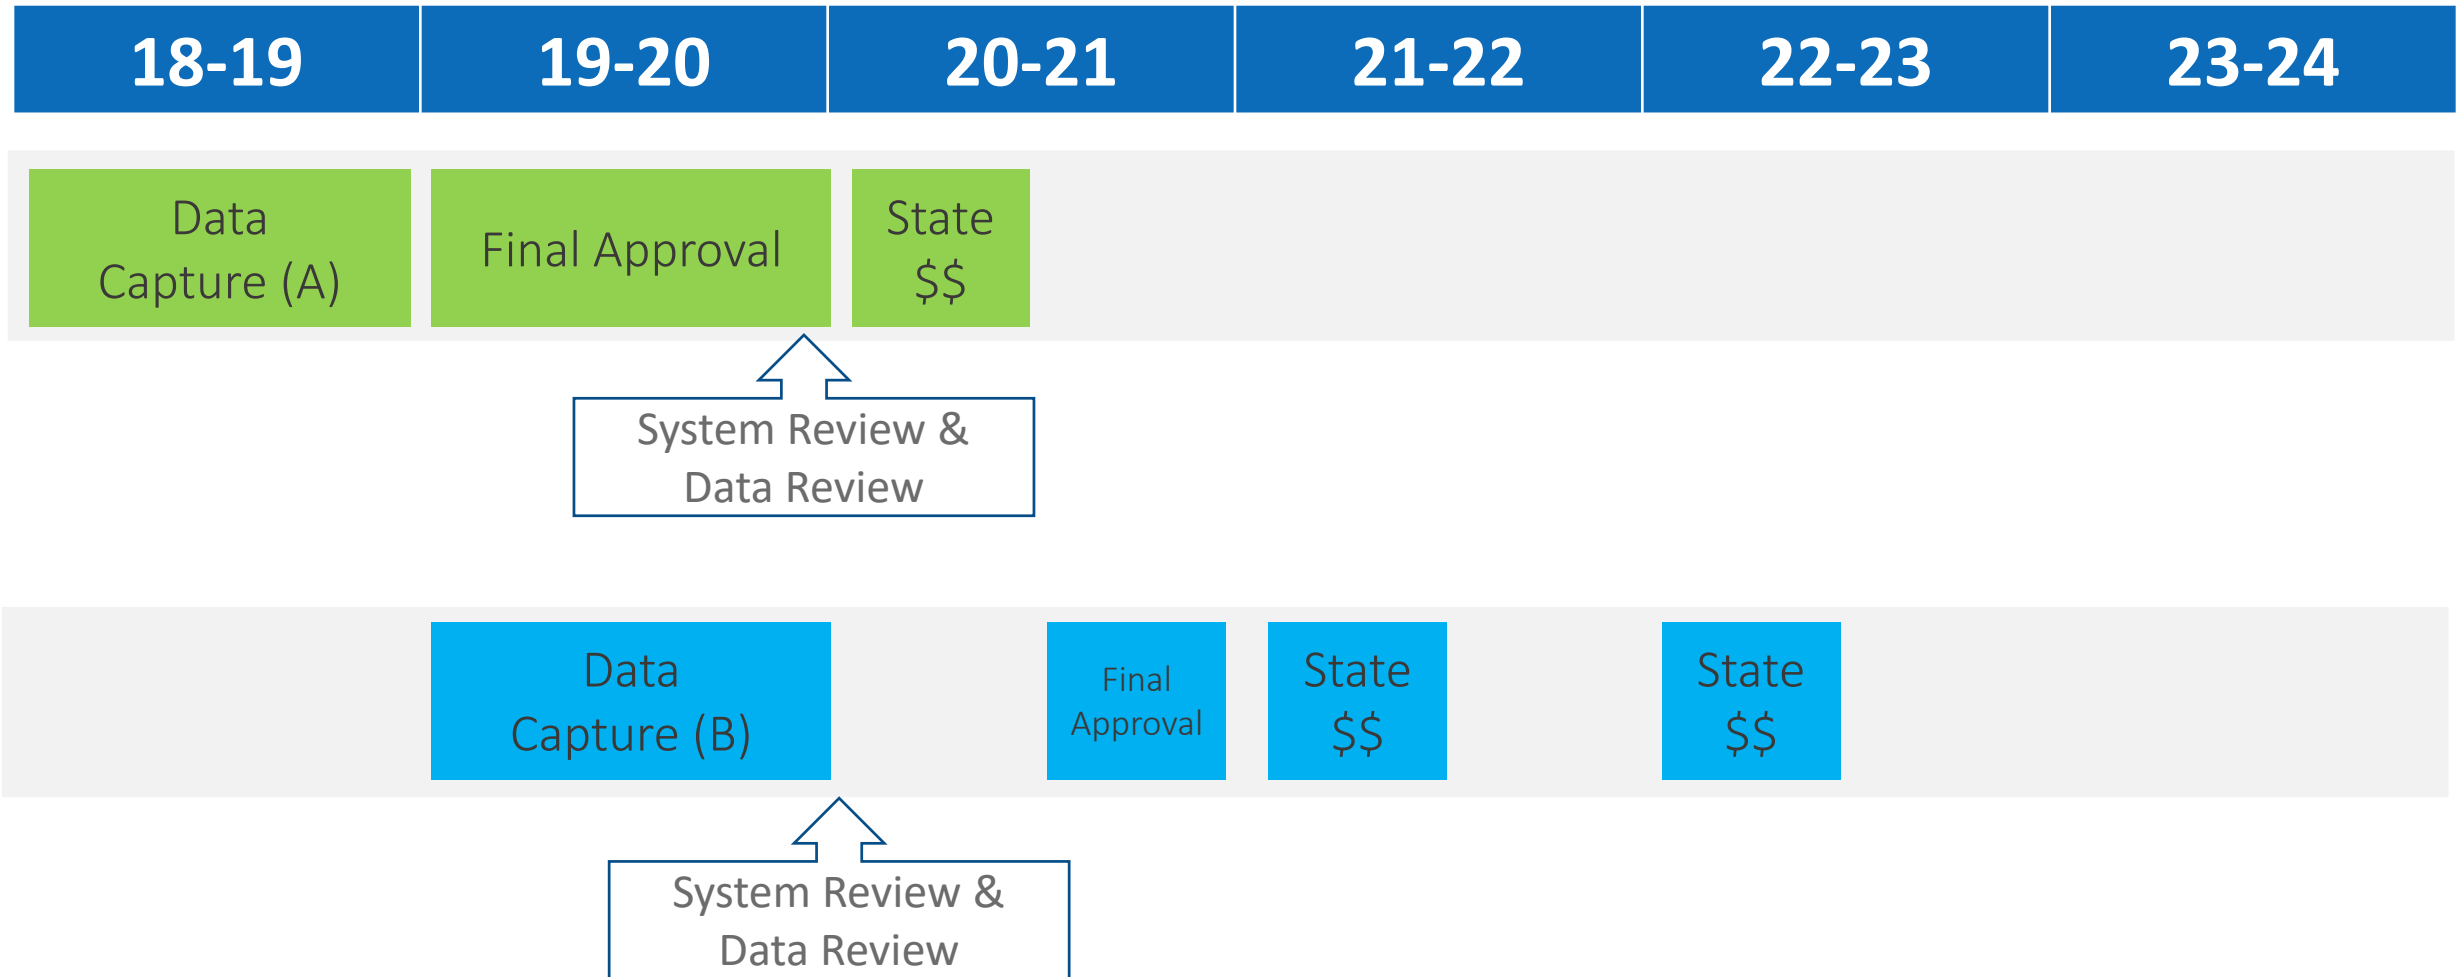 18-19 19-20 20-21 21-22 22-23 23-24
Data
Capture (A)
Final Approval
State
$$
System Review &
Data Review
Data
Capture (B)
Final
Approval
State
$$
State
$$
System Review &
Data Review